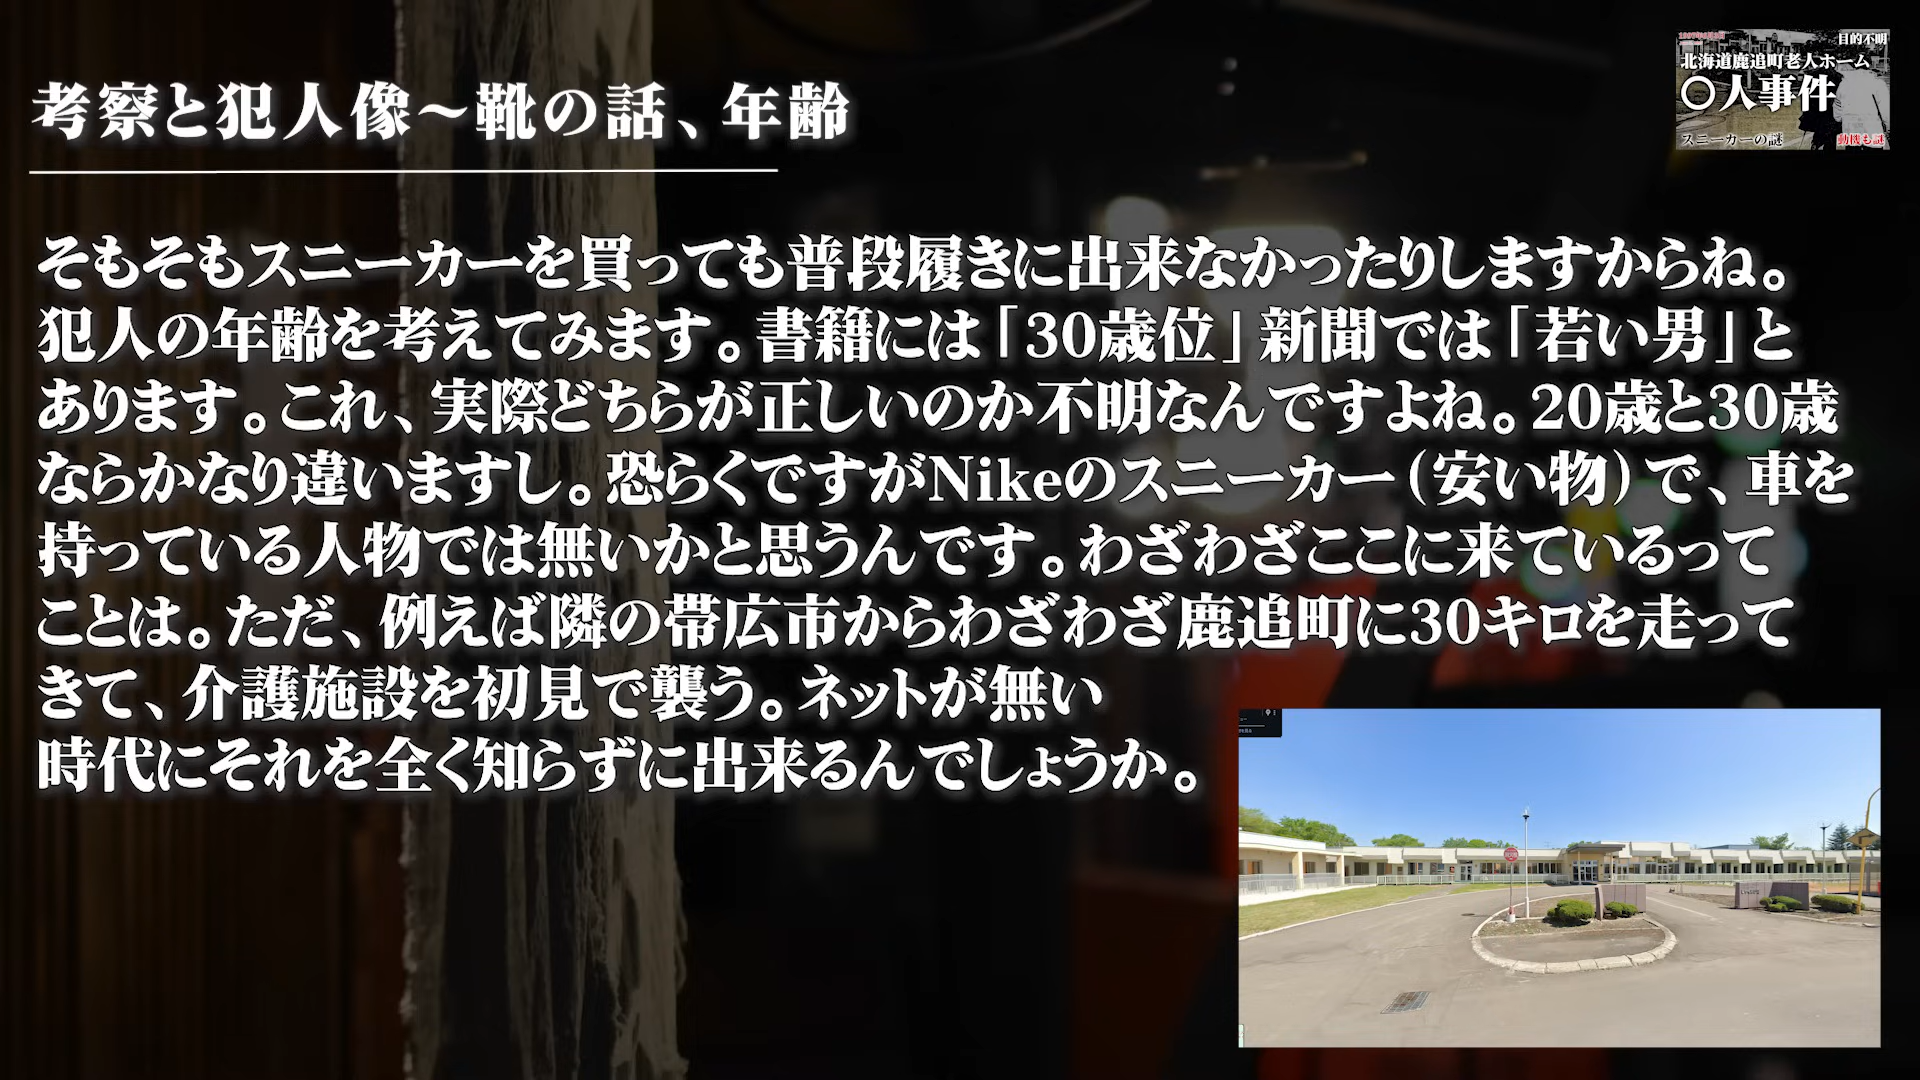 考察と犯人像～靴の話、年齢
目的不明
北海道鹿追町老人ホーム
〇人事件
スニーカーの謎
動機も謎
そもそもスニーカーを買っても普段履きに出来なかったりしますからね。
犯人の年齢を考えてみます。書籍には「30歳位」新聞では「若い男」と
あります。これ、実際どちらが正しいのか不明なんですよね。20歳と30歳
ならかなり違いますし。恐らくですがNikeのスニーカー（安い物）で、車を
持っている人物では無いかと思うんです。わざわざここに来ているって
ことは。ただ、例えば隣の帯広市からわざわざ鹿追町に30キロを走って
きて、介護施設を初見で襲う。ネットが無い
時代にそれを全く知らずに出来るんでしょうか。